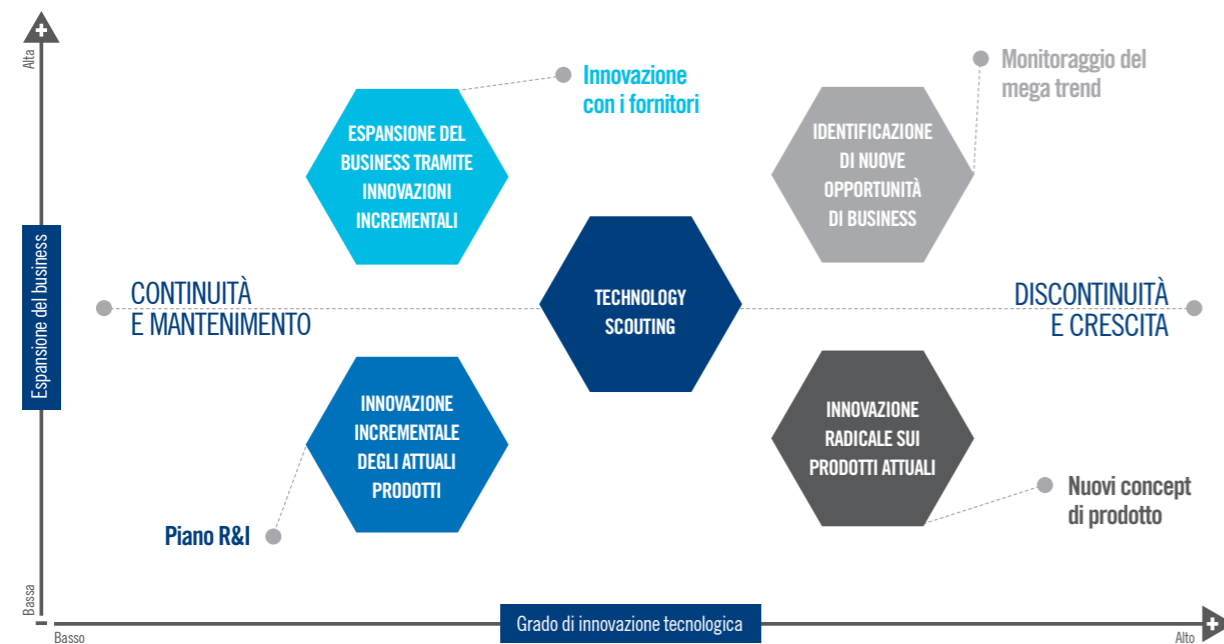 Alta
Innovazione
con i fornitori
Monitoraggio del
mega trend
ESPANSIONE DEL
BUSINESS TRAMITE
INNOVAZIONI
INCREMENTALI
IDENTIFICAZIONE
DI NUOVE
OPPORTUNITÀ
DI BUSINESS
Espansione del business
CONTINUITÀ
E MANTENIMENTO
TECHNOLOGY
SCOUTING
DISCONTINUITÀ
E CRESCITA
INNOVAZIONE
INCREMENTALE
DEGLI ATTUALI
PRODOTTI
INNOVAZIONE
RADICALE SUI
PRODOTTI ATTUALI
Piano R&I
Nuovi concept
di prodotto
Bassa
Basso
Grado di innovazione tecnologica
Alto